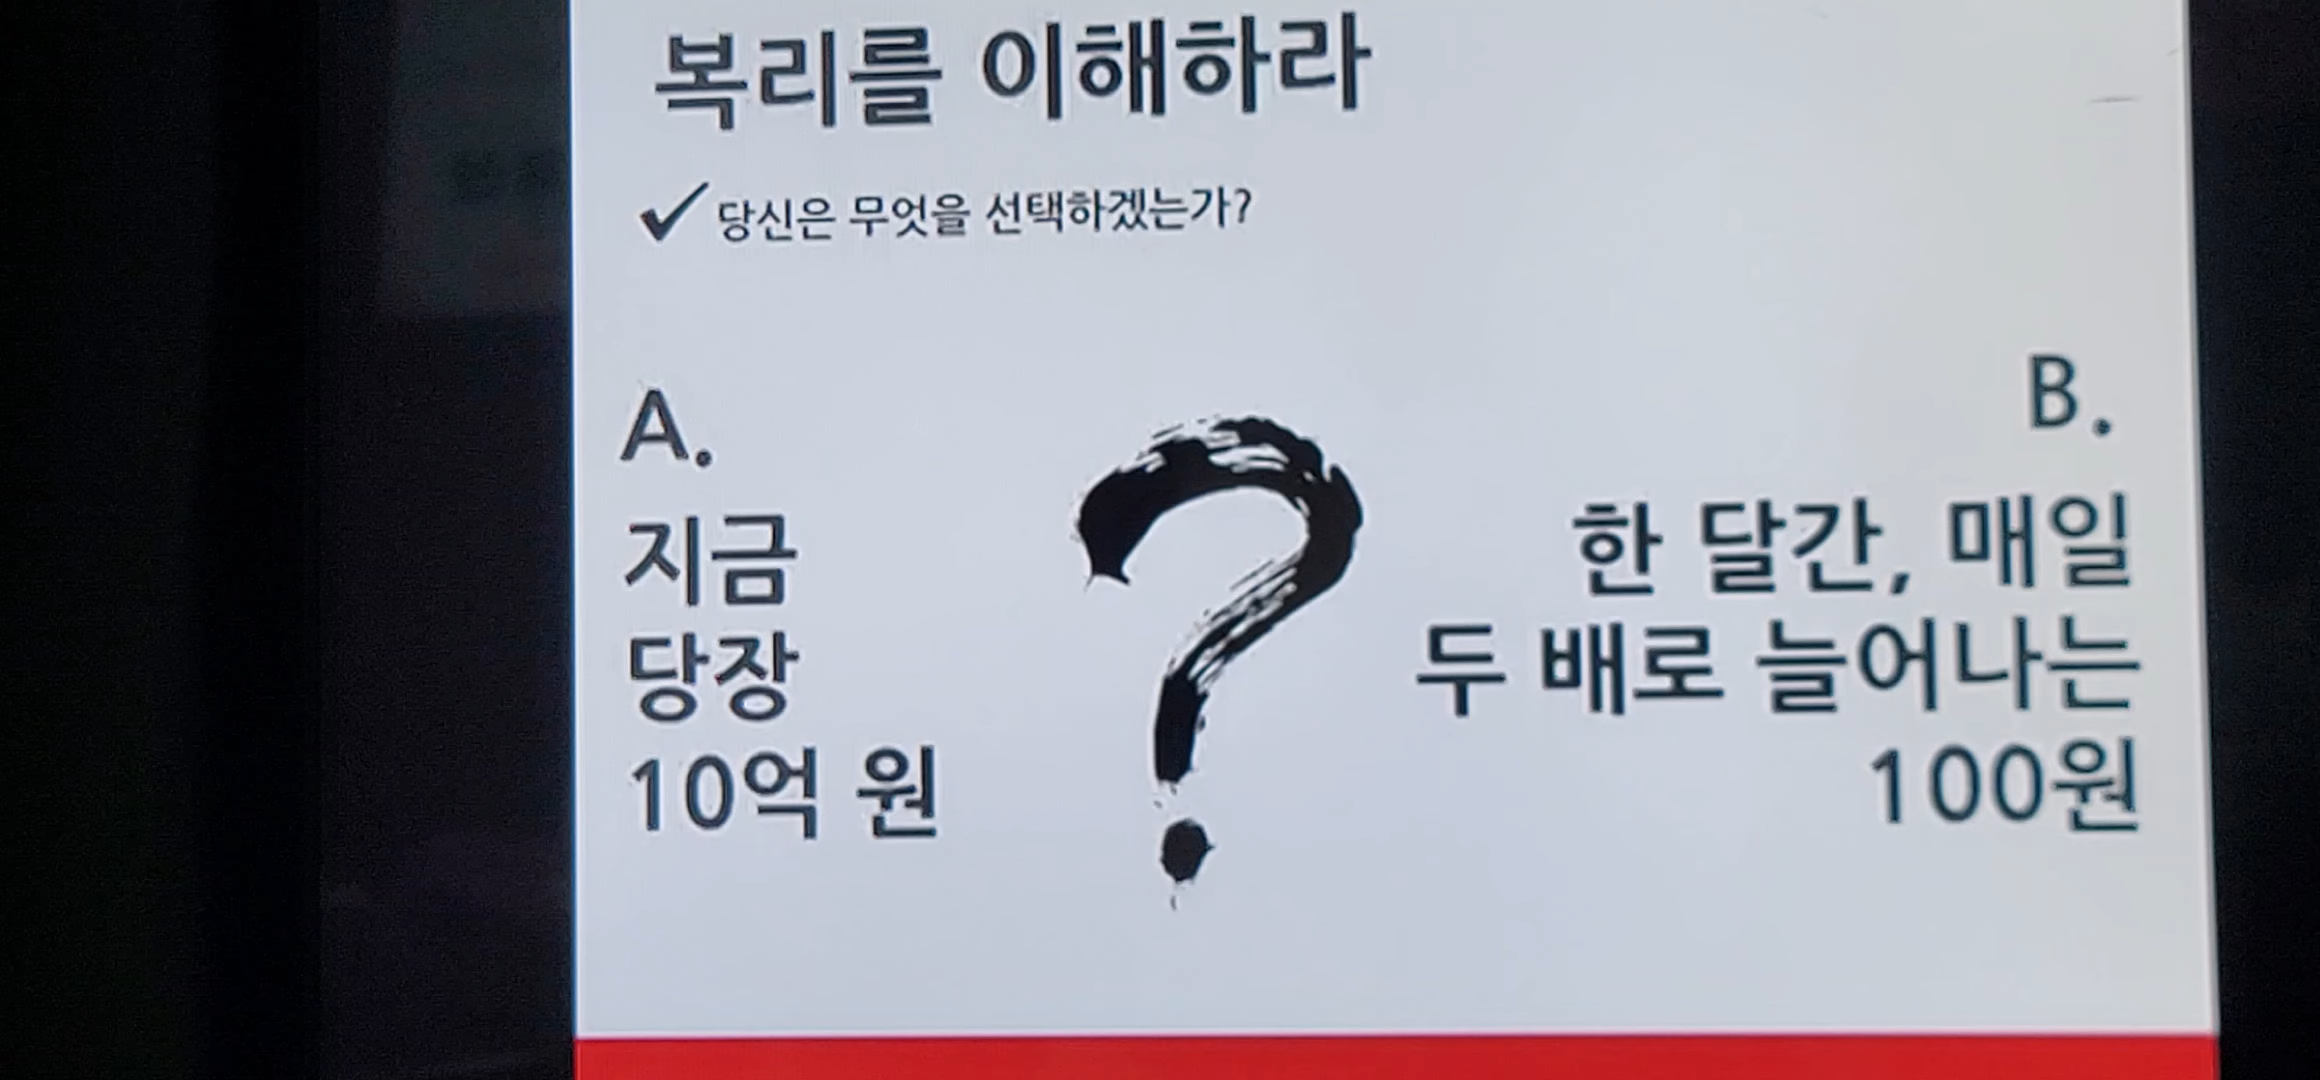 복리를 이해하라
✓ 당신은 무엇을 선택하겠는가?
A.
지금
당장
10억 원
?
B.
한 달간, 매일
두 배로 늘어나는
100원